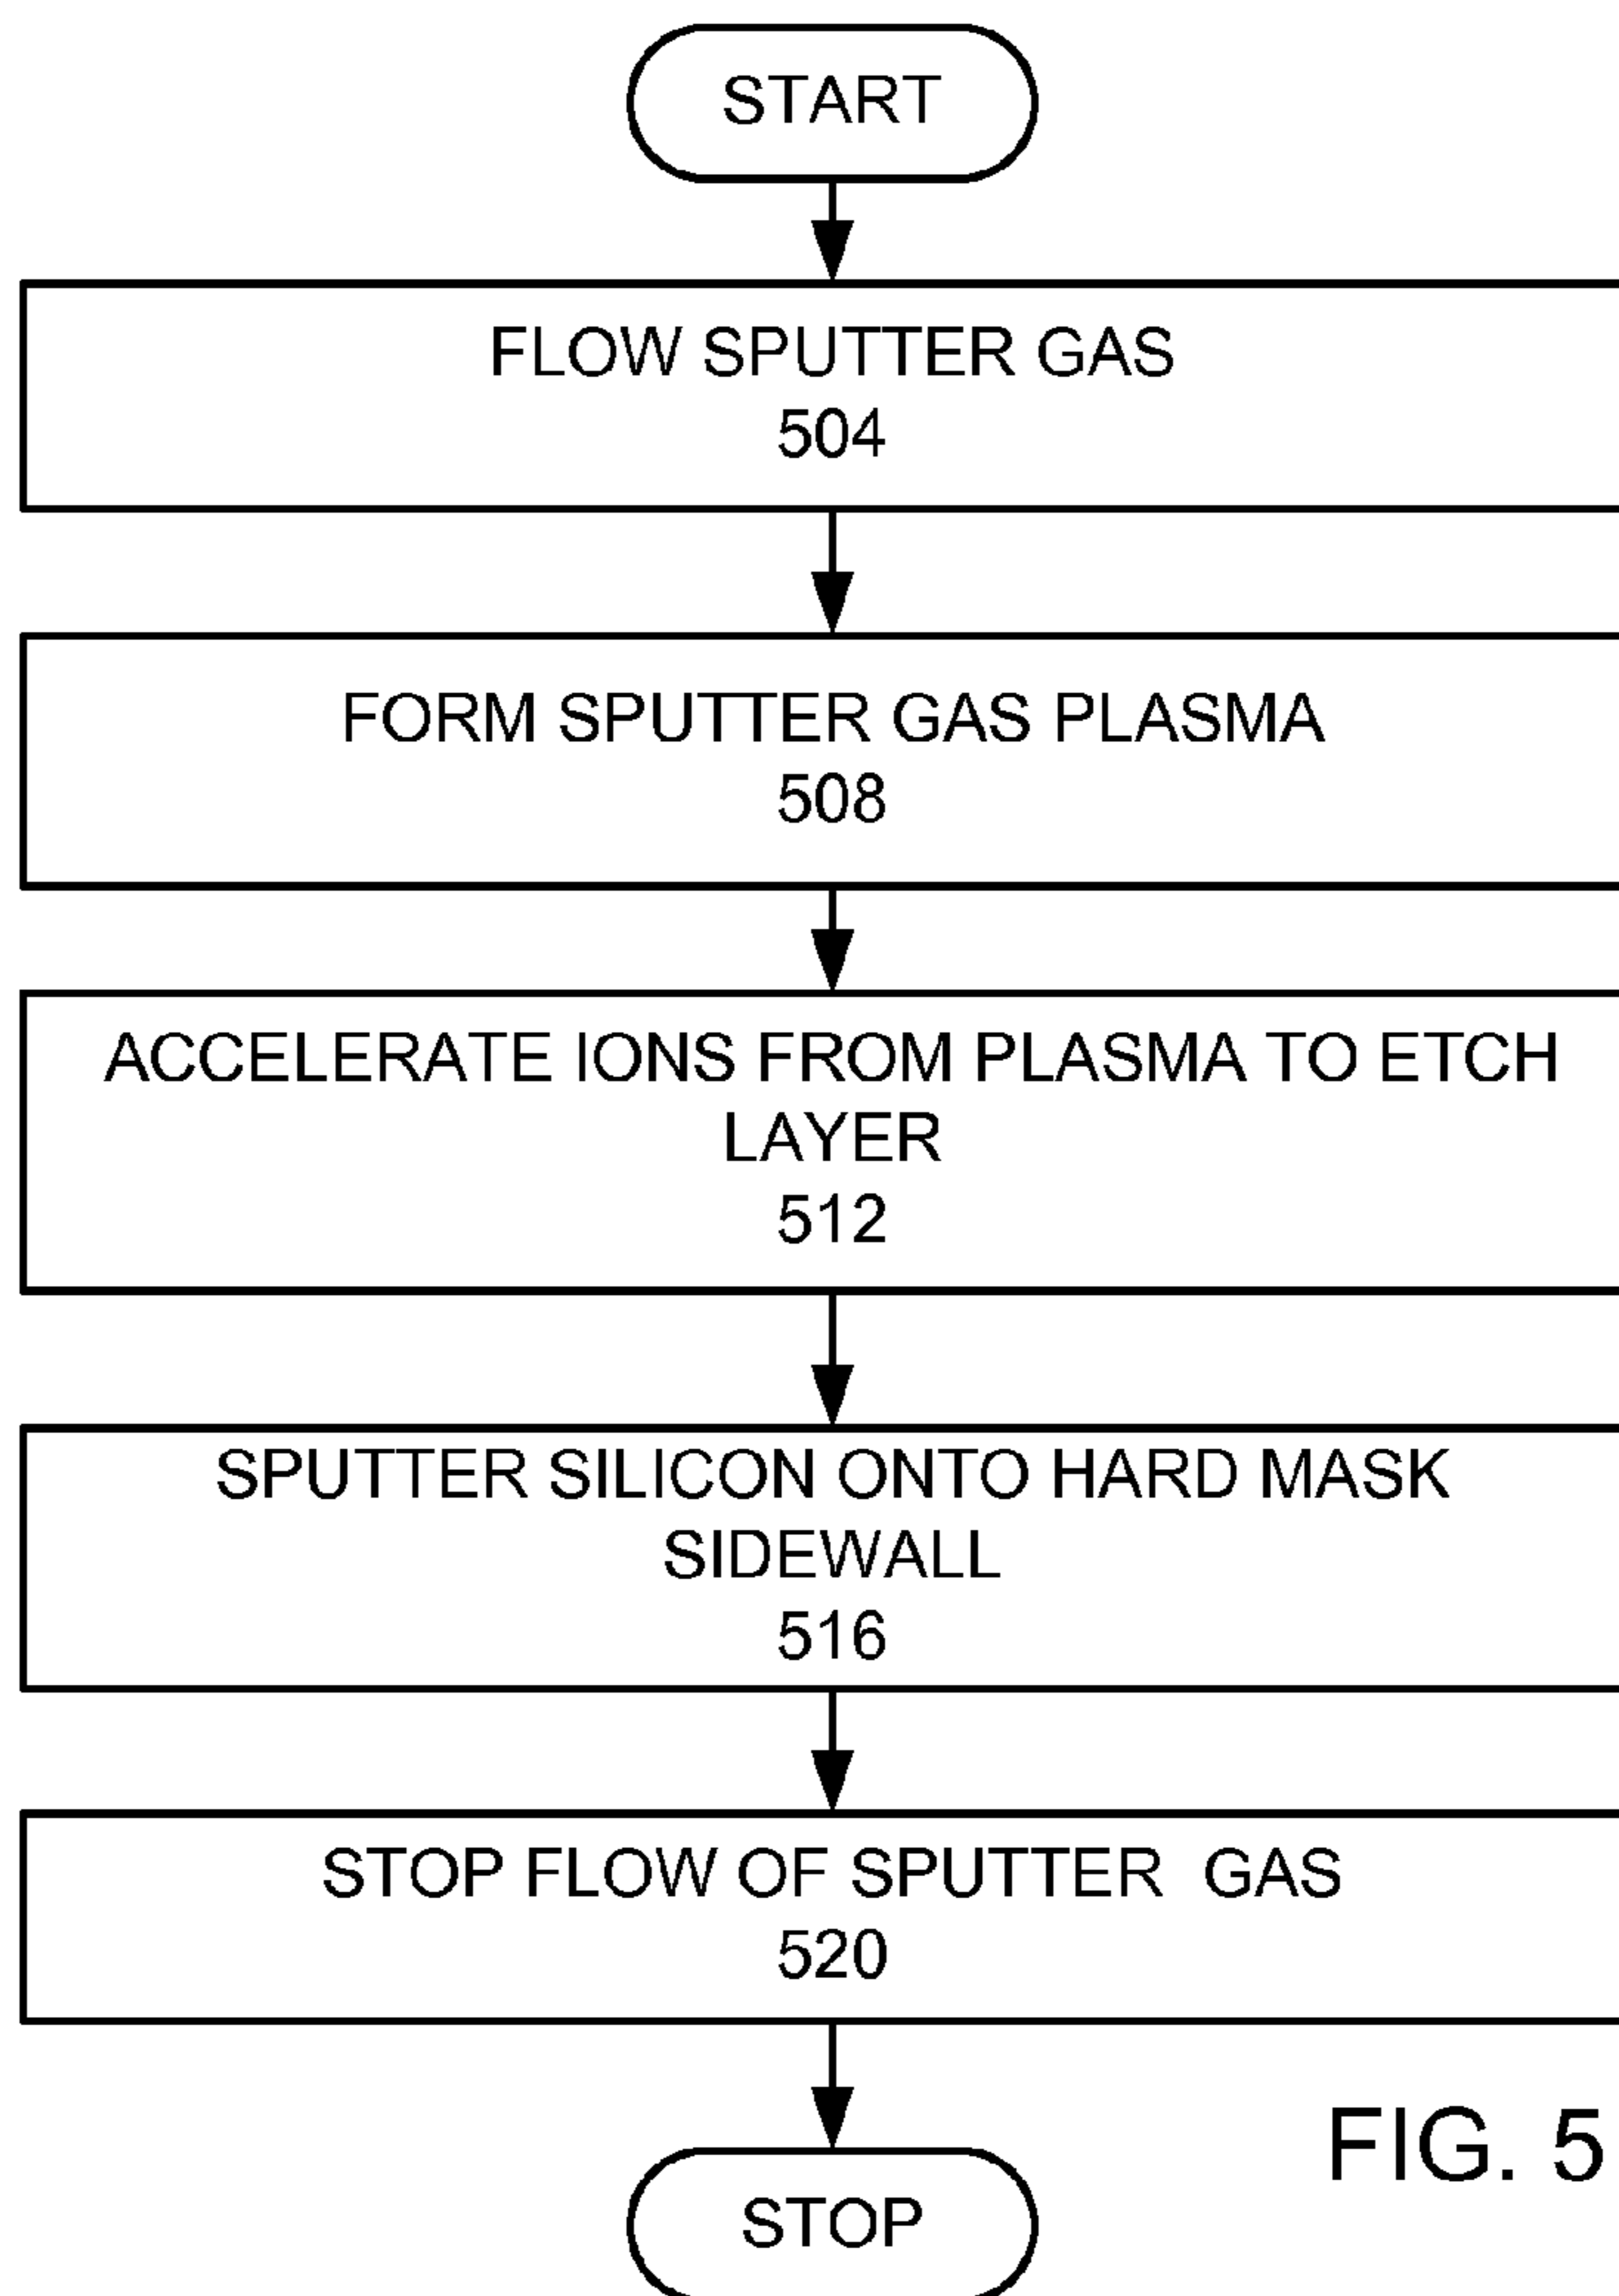 START
FLOW SPUTTER GAS
504
FORM SPUTTER GAS PLASMA
508
ACCELERATE IONS FROM PLASMA TO ETCH
LAYER
512
SPUTTER SILICON ONTO HARD MASK
SIDEWALL
516
STOP FLOW OF SPUTTER GAS
520
FIG. 5
STOP